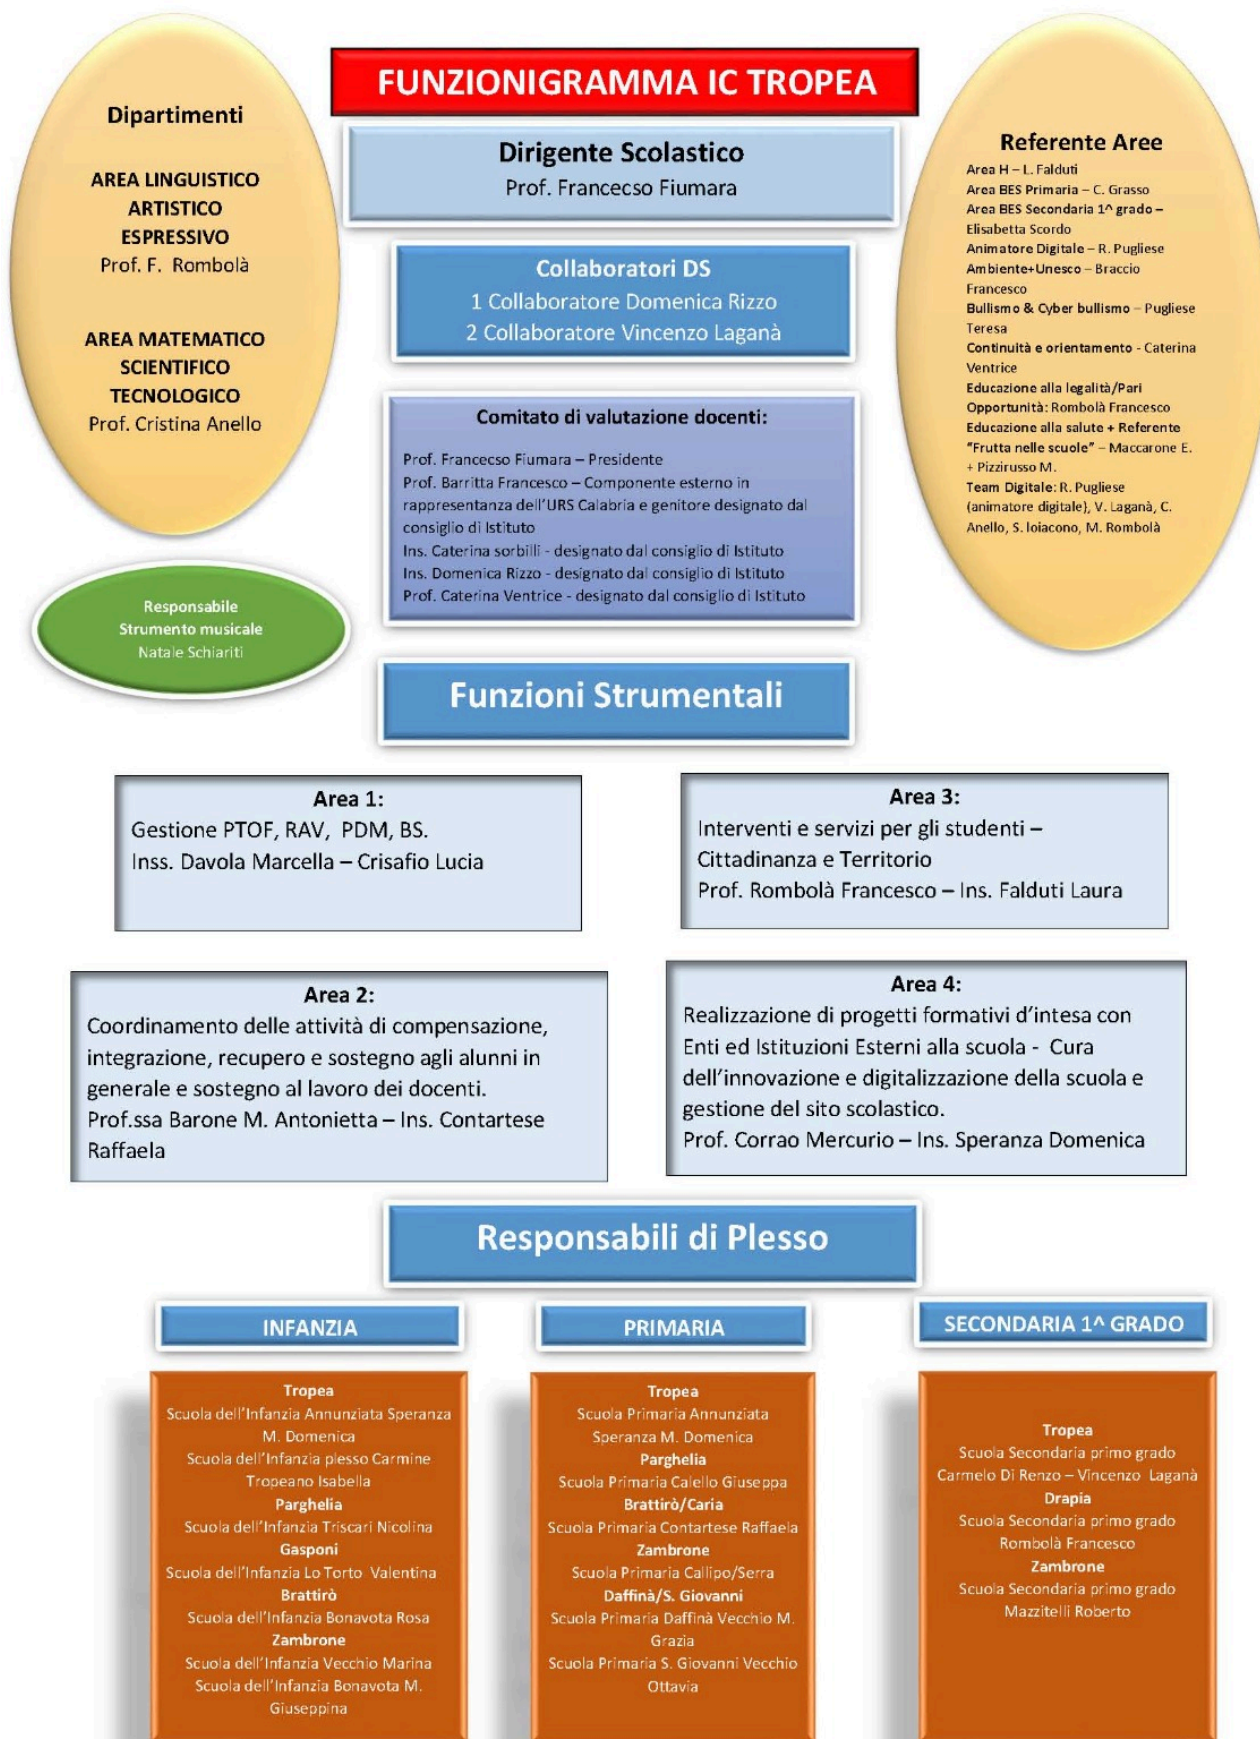 FUNZIONIGRAMMA IC TROPEA
Dirigente Scolastico
Prof. Francecso Fiumara
Collaboratori DS
1 Collaboratore Domenica Rizzo
2 Collaboratore Vincenzo Laganà
Comitato di valutazione docenti:
Prof. Francecso Fiumara – Presidente
Prof. Barritta Francesco – Componente esterno in
rappresentanza dell'URS Calabria e genitore designato dal
consiglio di Istituto
Ins. Caterina sorbilli - designato dal consiglio di Istituto
Ins. Domenica Rizzo - designato dal consiglio di Istituto
Prof. Caterina Ventrice - designato dal consiglio di Istituto
Dipartimenti
AREA LINGUISTICO
ARTISTICO
ESPRESSIVO
Prof. F. Rombolà
AREA MATEMATICO
SCIENTIFICO
TECNOLOGICO
Prof. Cristina Anello
Responsabile
Strumento musicale
Natale Schiariti
Referente Aree
Area H – L. Falduti
Area BES Primaria – C. Grasso
Area BES Secondaria 1^ grado –
Elisabetta Scordo
Animatore Digitale – R. Pugliese
Ambiente+Unesco – Braccio
Francesco
Bullismo & Cyber bullismo – Pugliese
Teresa
Continuità e orientamento - Caterina
Ventrice
Educazione alla legalità/Pari
Opportunità: Rombolà Francesco
Educazione alla salute + Referente
"Frutta nelle scuole" – Maccarone E.
+ Pizzirusso M.
Team Digitale: R. Pugliese
(animatore digitale), V. Laganà, C.
Anello, S. loiacono, M. Rombolà
Funzioni Strumentali
Area 1:
Gestione PTOF, RAV, PDM, BS.
Inss. Davola Marcella – Crisafio Lucia
Area 2:
Coordinamento delle attività di compensazione,
integrazione, recupero e sostegno agli alunni in
generale e sostegno al lavoro dei docenti.
Prof.ssa Barone M. Antonietta – Ins. Contartese
Raffaela
Area 3:
Interventi e servizi per gli studenti –
Cittadinanza e Territorio
Prof. Rombolà Francesco – Ins. Falduti Laura
Area 4:
Realizzazione di progetti formativi d'intesa con
Enti ed Istituzioni Esterni alla scuola - Cura
dell'innovazione e digitalizzazione della scuola e
gestione del sito scolastico.
Prof. Corrao Mercurio – Ins. Speranza Domenica
Responsabili di Plesso
INFANZIA
Tropea
Scuola dell'Infanzia Annunziata Speranza
M. Domenica
Scuola dell'Infanzia plesso Carmine
Tropeano Isabella
Parghelia
Scuola dell'Infanzia Triscari Nicolina
Gasponi
Scuola dell'Infanzia Lo Torto Valentina
Brattirò
Scuola dell'Infanzia Bonavota Rosa
Zambrone
Scuola dell'Infanzia Vecchio Marina
Scuola dell'Infanzia Bonavota M.
Giuseppina
PRIMARIA
Tropea
Scuola Primaria Annunziata
Speranza M. Domenica
Parghelia
Scuola Primaria Calello Giuseppa
Brattirò/Caria
Scuola Primaria Contartese Raffaela
Zambrone
Scuola Primaria Callipo/Serra
Daffinà/S. Giovanni
Scuola Primaria Daffinà Vecchio M.
Grazia
Scuola Primaria S. Giovanni Vecchio
Ottavia
SECONDARIA 1^ GRADO
Tropea
Scuola Secondaria primo grado
Carmelo Di Renzo – Vincenzo Laganà
Drapia
Scuola Secondaria primo grado
Rombolà Francesco
Zambrone
Scuola Secondaria primo grado
Mazzitelli Roberto